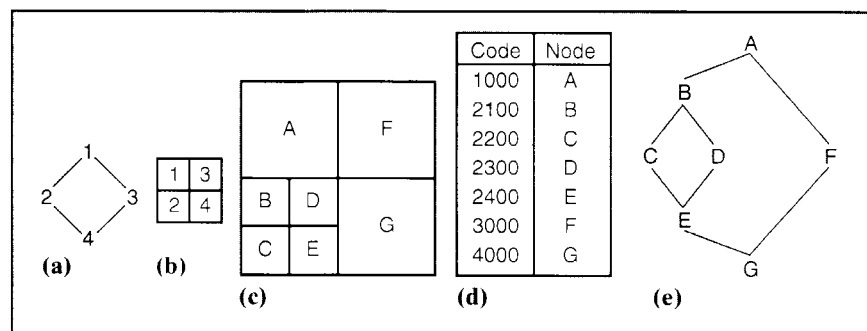 1
2 3
4
(a)
1 3
2 4
(b)
A F
B D
C E G
(c)
Code Node
1000 A
2100 B
2200 C
2300 D
2400 E
3000 F
4000 G
(d)
A
B
C D F
E
G
(e)